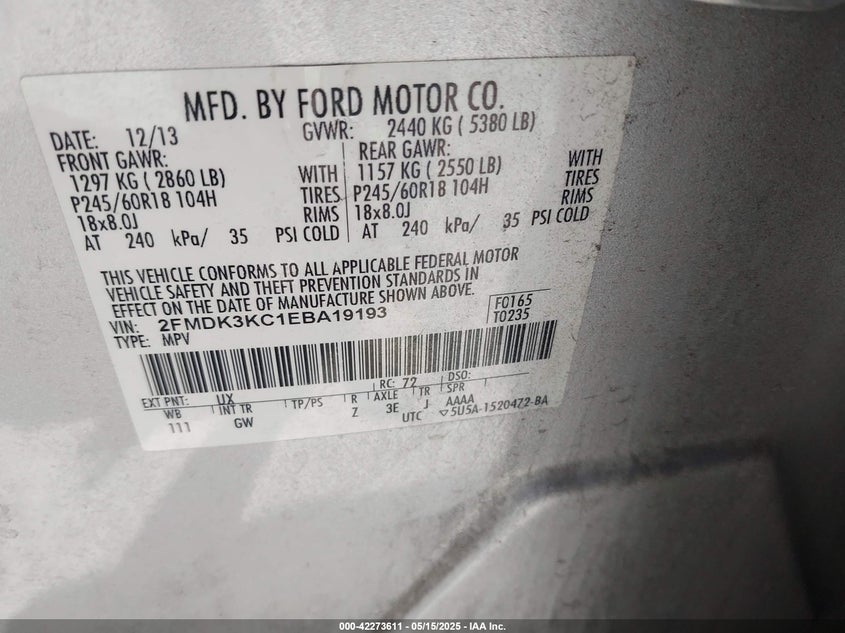 MFD. BY FORD MOTOR CO.
DATE: 12/13 GVWR: 2440 KG ( 5380 LB)
FRONT GAWR: REAR GAWR:
1297 KG ( 2860 LB) WITH 1157 KG ( 2550 LB) WITH
P245/60R18 104H TIRES P245/60R18 104H TIRES
18x8.0J RIMS 18x8.0J RIMS
AT 240 kPa/ 35 PSI COLD AT 240 kPa/ 35 PSI COLD
THIS VEHICLE CONFORMS TO ALL APPLICABLE FEDERAL MOTOR
VEHICLE SAFETY AND THEFT PREVENTION STANDARDS IN
EFFECT ON THE DATE OF MANUFACTURE SHOWN ABOVE.
VIN: 2FMDK3KC1EBA19193 F0165
TYPE: MPV T0235
EXT PNT: UX RC: 72 DSO:
WB INT TR TP/PS R AXLE TR SPR
111 GW Z 3E J AAAA
UTC ▽5U5A-1520472-BA
000-42273611 - 05/15/2025 - IAA Inc.